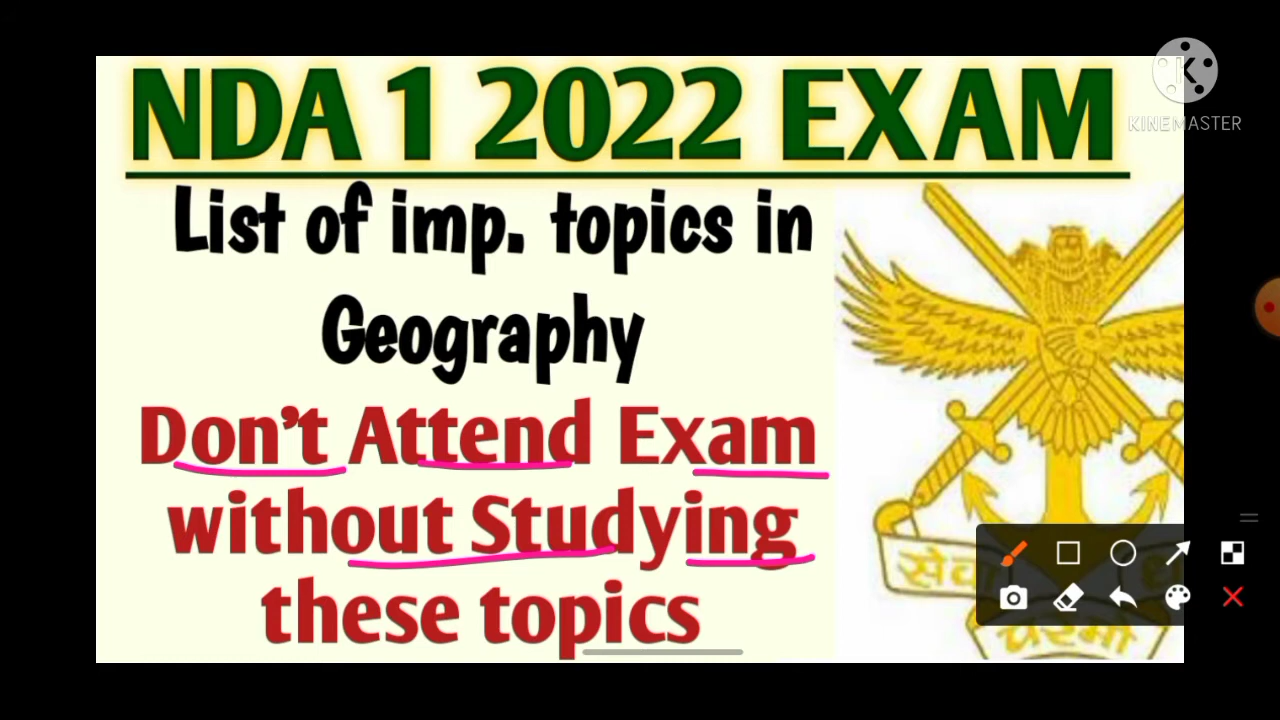 NDA 1 2022 EXAM
KINEMASTER
List of imp. topics in
Geography
Don't Attend Exam
without Studying
these topics
सेवा